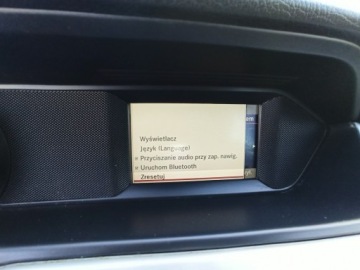 Wyświetlacz
Język (Language)
Przyciszanie audio przy zap. nawig.
Uruchom Bluetooth
Zresetuj